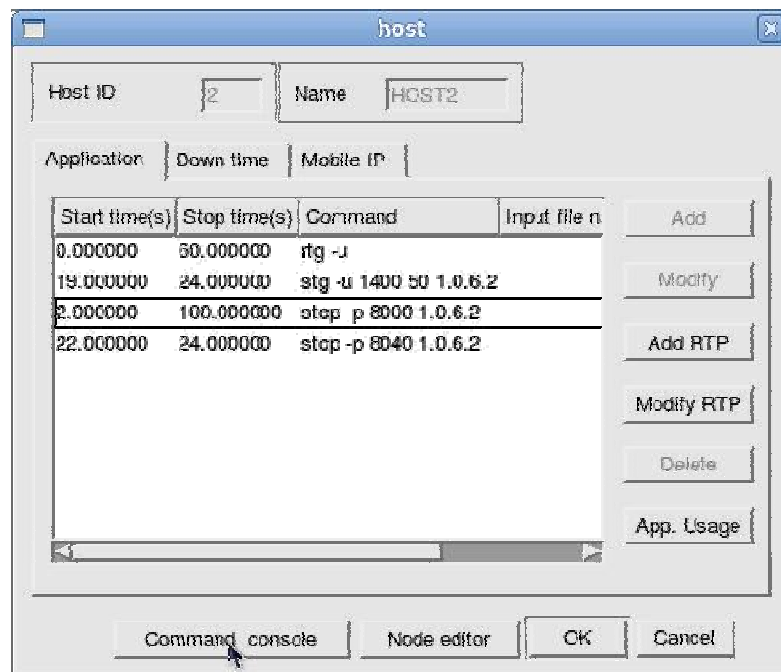 host
Host ID 2 Name HOST2
Application Down time Mobile IP
Start time(s) Stop time(s) Command Input file n
0.000000 60.000000 rtg -u
19.000000 24.000000 stg -u 1400 50 1.0.6.2
2.000000 100.000000 stcp -p 8000 1.0.6.2
22.000000 24.000000 stcp -p 8040 1.0.6.2
Add
Modify
Add RTP
Modify RTP
Delete
App. Usage
Command console Node editor OK Cancel